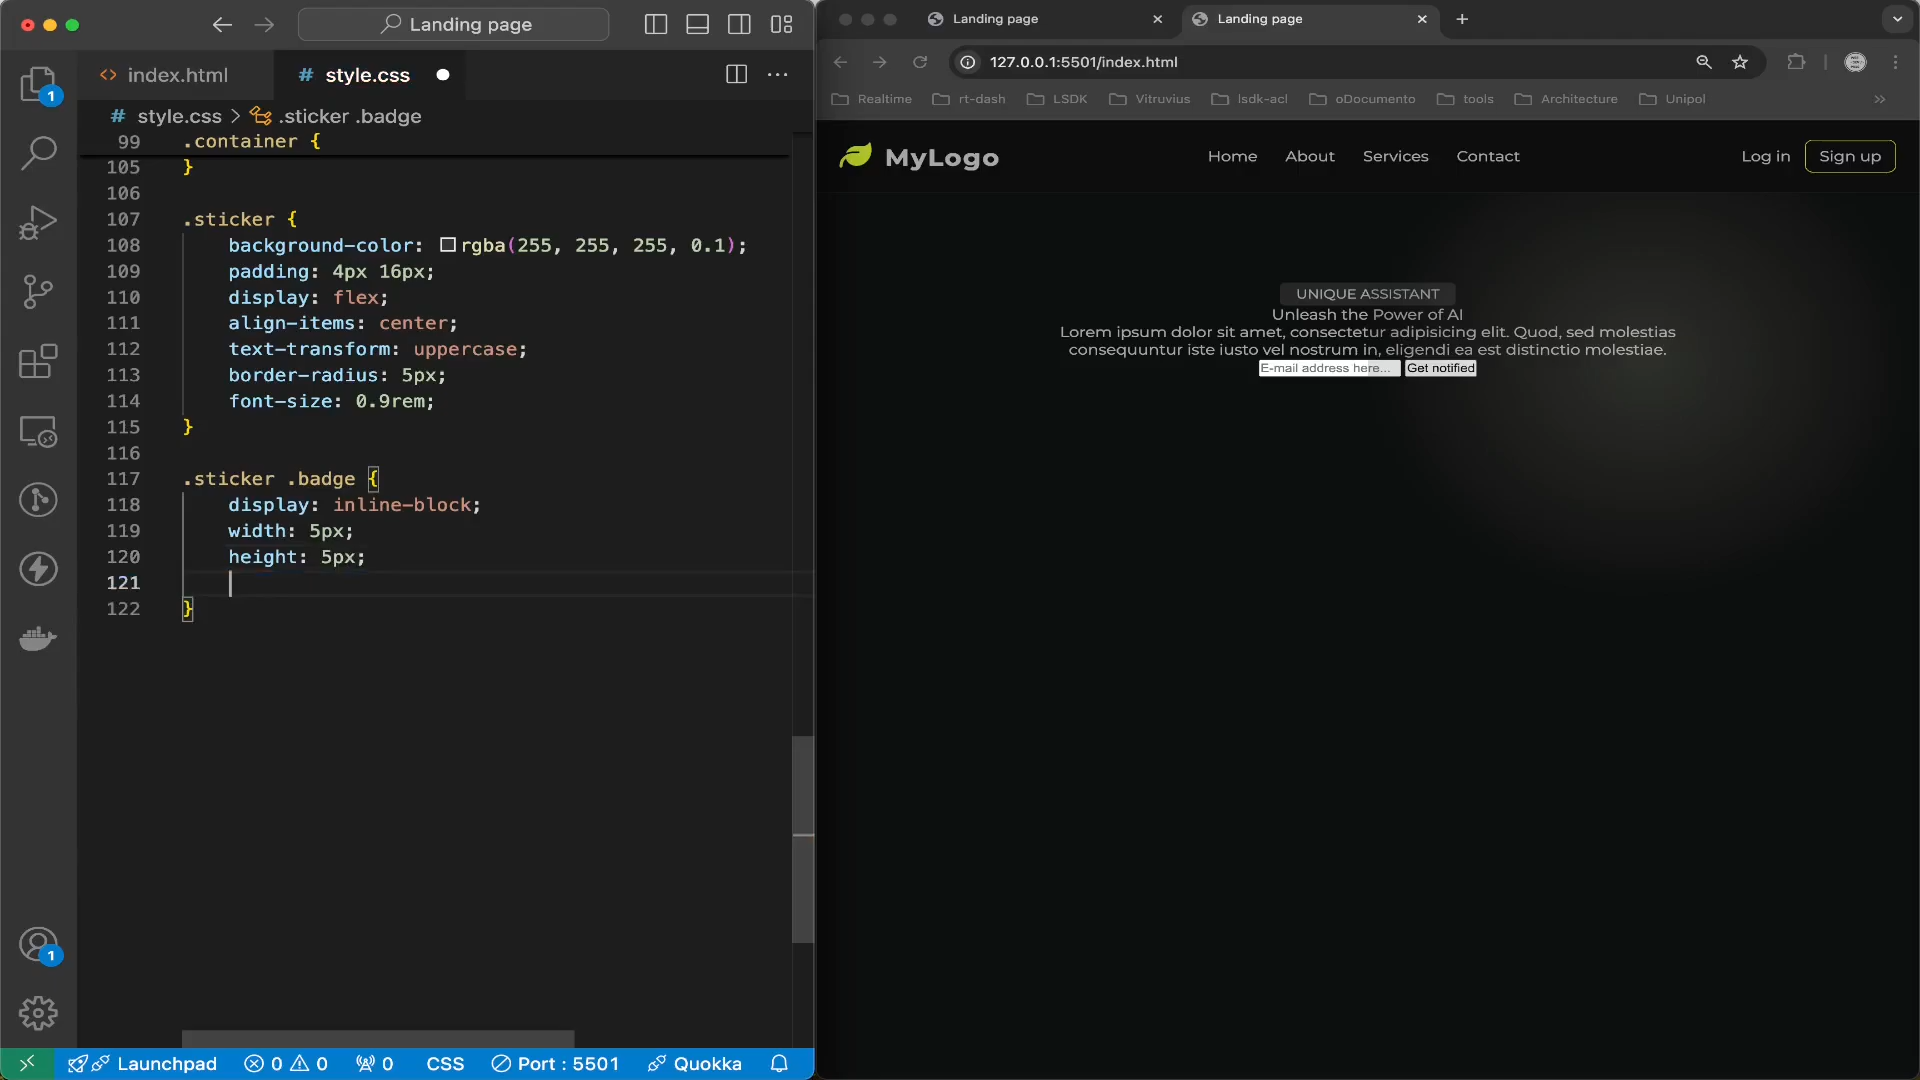 Landing page
index.html
# style.css
1
# style.css > .sticker .badge
99 .container {
105 }
106
107 .sticker {
108 background-color: rgba(255, 255, 255, 0.1);
109 padding: 4px 16px;
110 display: flex;
111 align-items: center;
112 text-transform: uppercase;
113 border-radius: 5px;
114 font-size: 0.9rem;
115 }
116
117 .sticker .badge {
118 display: inline-block;
119 width: 5px;
120 height: 5px;
121
122 }
1
Launchpad 0 0 0 CSS Port : 5501 Quokka
Landing page
Landing page
127.0.0.1:5501/index.html
Realtime rt-dash LSDK Vitruvius lsdk-acl oDocumento tools Architecture Unipol
MyLogo Home About Services Contact Log in Sign up
UNIQUE ASSISTANT
Unleash the Power of AI
Lorem ipsum dolor sit amet, consectetur adipisicing elit. Quod, sed molestias
consequuntur iste iusto vel nostrum in, eligendi ea est distinctio molestiae.
E-mail address here... Get notified